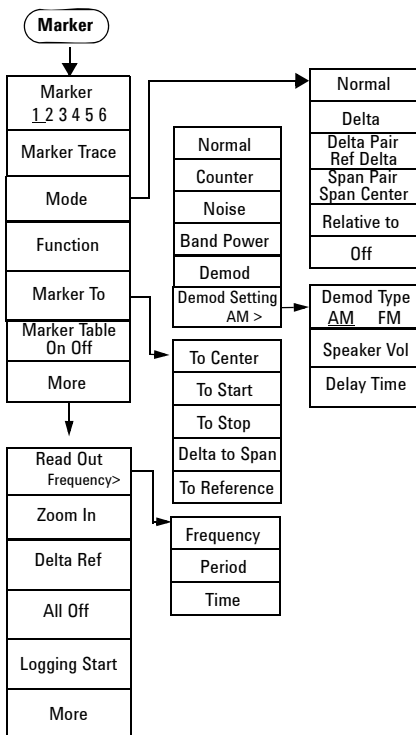 Marker
Marker
1 2 3 4 5 6
Marker Trace
Mode
Function
Marker To
Marker Table
On Off
More
Read Out
Frequency>
Zoom In
Delta Ref
All Off
Logging Start
More
Normal
Counter
Noise
Band Power
Demod
Demod Setting
AM >
To Center
To Start
To Stop
Delta to Span
To Reference
Frequency
Period
Time
Normal
Delta
Delta Pair
Ref Delta
Span Pair
Span Center
Relative to
Off
Demod Type
AM FM
Speaker Vol
Delay Time